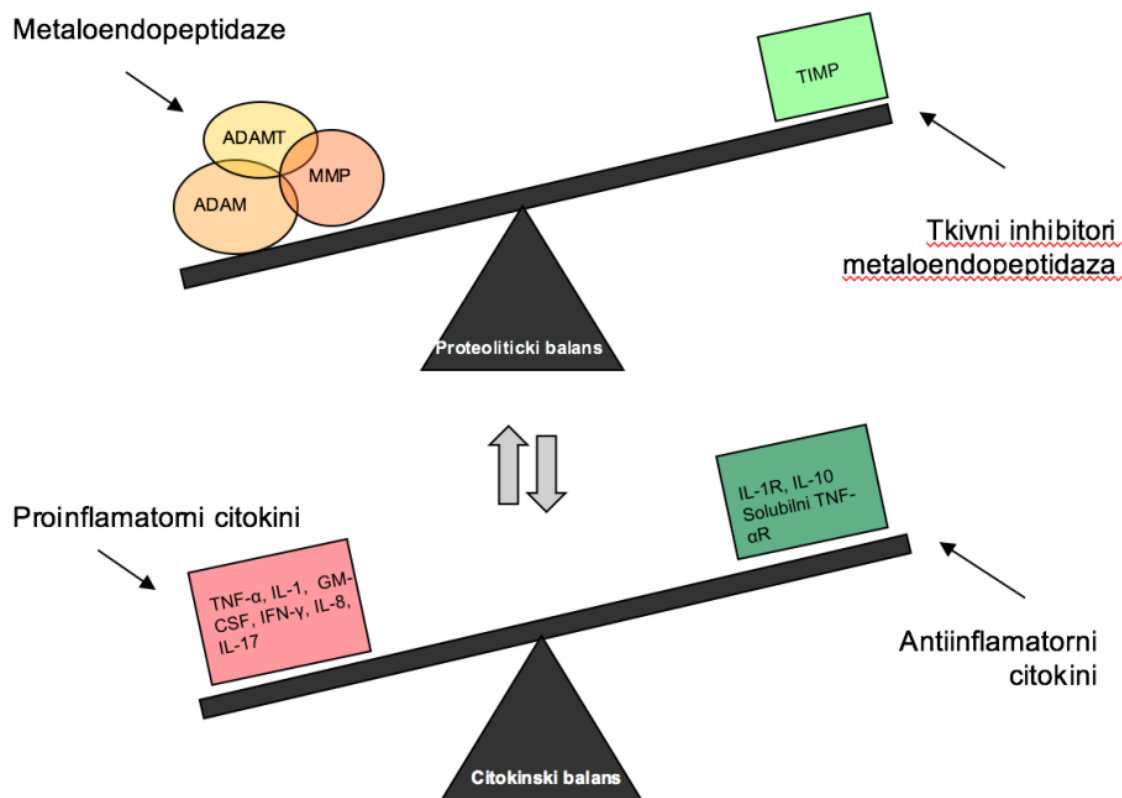 Metaloendopeptidaze
TIMP
ADAMT
MMP
ADAM
Tkivni inhibitori
metaloendopeptidaza
Proteoliticki balans
IL-1R, IL-10
Solubilni TNF-
αR
Proinflamatorni citokini
TNF-α, IL-1, GM-
CSF, IFN-γ, IL-8,
IL-17
Antiinflamatorni
citokini
Citokinski balans